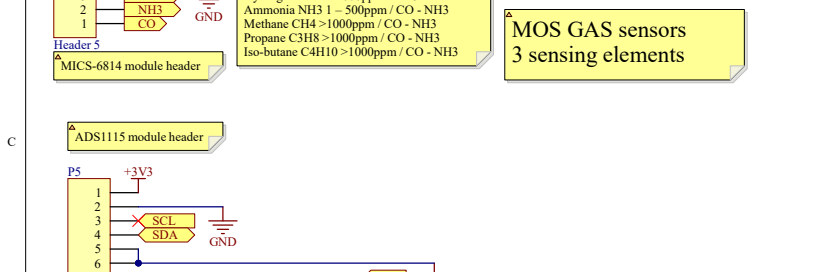 2 NH3
1 CO
GND
Header 5
MICS-6814 module header
Ammonia NH3 1 – 500ppm / CO - NH3
Methane CH4 >1000ppm / CO - NH3
Propane C3H8 >1000ppm / CO - NH3
Iso-butane C4H10 >1000ppm / CO - NH3
MOS GAS sensors
3 sensing elements
C
ADS1115 module header
P5
+3V3
1
2
3 SCL
4 SDA
GND
5
6